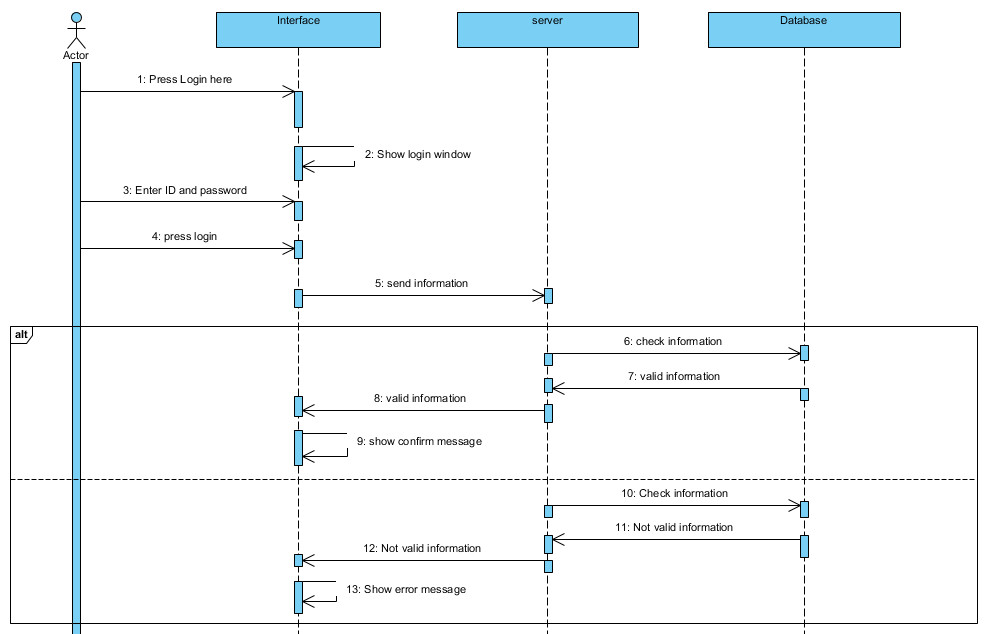 Interface
server
Database
Actor
1: Press Login here
2: Show login window
3: Enter ID and password
4: press login
5: send information
alt
6: check information
7: valid information
8: valid information
9: show confirm message
10: Check information
11: Not valid information
12: Not valid information
13: Show error message